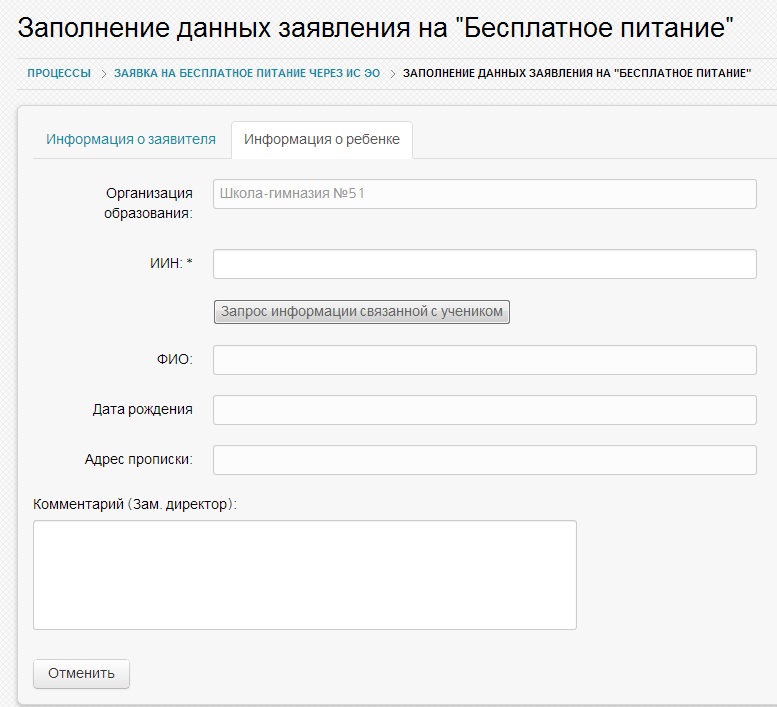 Заполнение данных заявления на "Бесплатное питание"
ПРОЦЕССЫ > ЗАЯВКА НА БЕСПЛАТНОЕ ПИТАНИЕ ЧЕРЕЗ ИС ЭО > ЗАПОЛНЕНИЕ ДАННЫХ ЗАЯВЛЕНИЯ НА "БЕСПЛАТНОЕ ПИТАНИЕ"
Информация о заявителя Информация о ребенке
Организация
образования:
Школа-гимназия №51
ИИН: *
Запрос информации связанной с учеником
ФИО:
Дата рождения
Адрес прописки:
Комментарий (Зам. директор):
Отменить